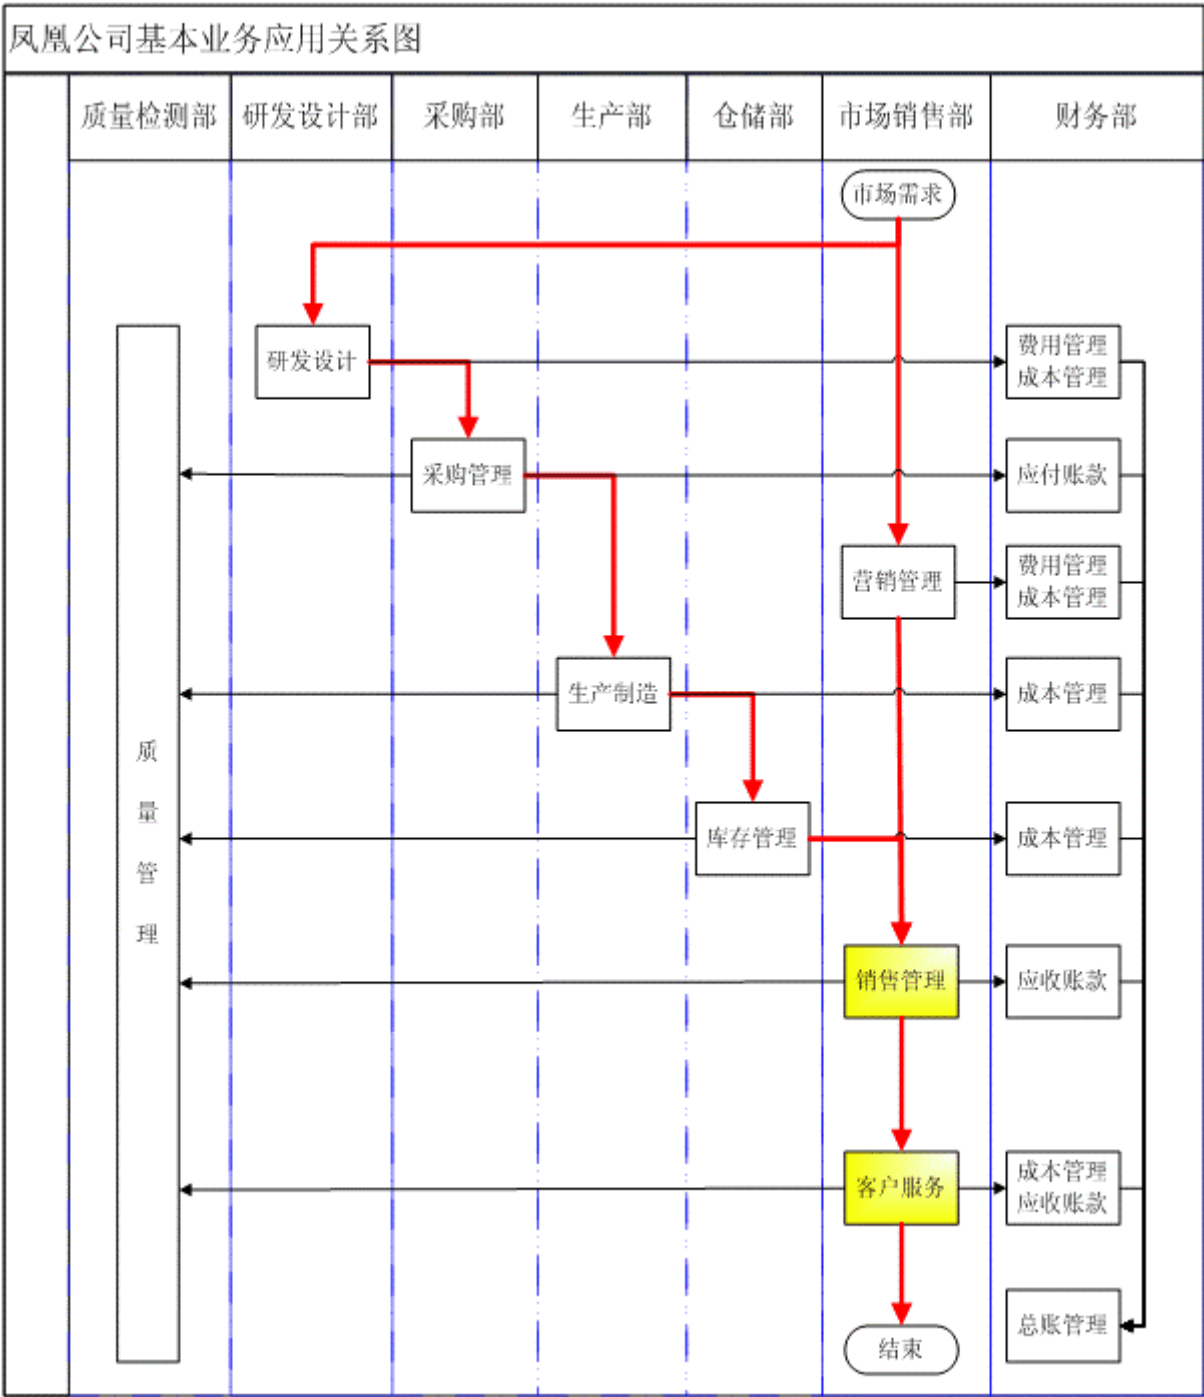 凤凰公司基本业务应用关系图
质量检测部 研发设计部 采购部 生产部 仓储部 市场销售部 财务部
市场需求
研发设计
费用管理
成本管理
采购管理
应付账款
营销管理
费用管理
成本管理
生产制造
成本管理
质
量
管
理
库存管理
成本管理
销售管理
应收账款
客户服务
成本管理
应收账款
总账管理
结束